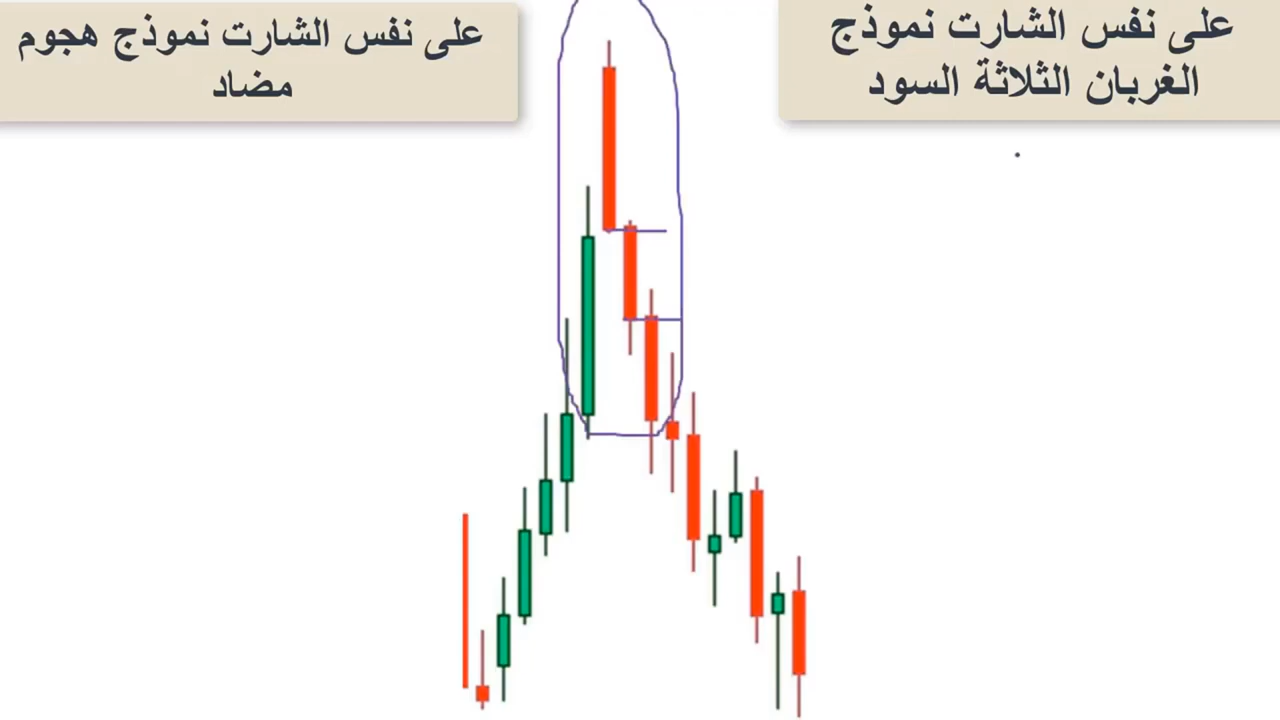 على نفس الشارت نموذج
الغربان الثلاثة السود
على نفس الشارت نموذج هجوم
مضاد